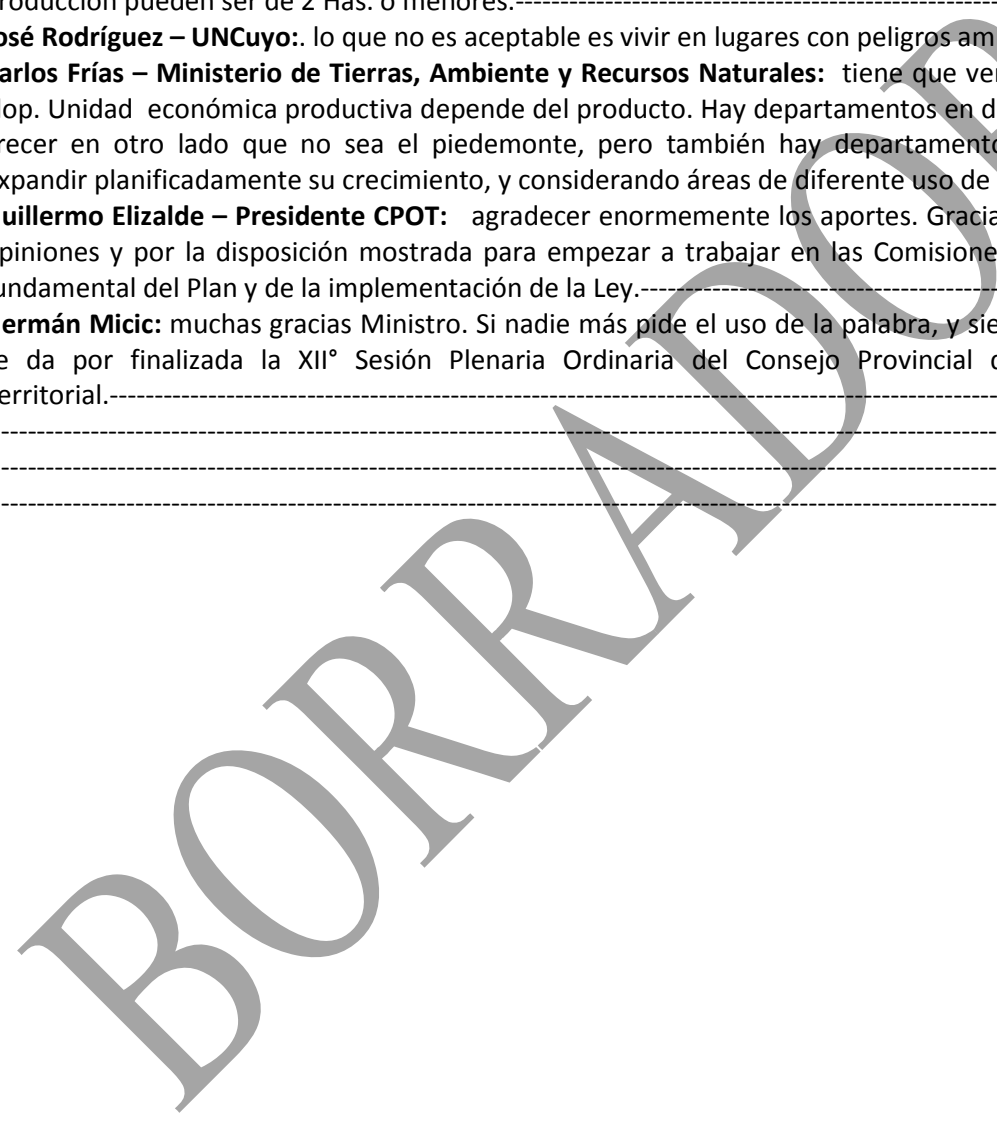 roducción pueden ser de 2 Has. o menores.------------------------------------------------------
osé Rodríguez – UNCuyo:. lo que no es aceptable es vivir en lugares con peligros am
arlos Frías – Ministerio de Tierras, Ambiente y Recursos Naturales: tiene que ver
dop. Unidad económica productiva depende del producto. Hay departamentos en d
recer en otro lado que no sea el piedemonte, pero también hay departamento
xpandir planificadamente su crecimiento, y considerando áreas de diferente uso de
uillermo Elizalde – Presidente CPOT: agradecer enormemente los aportes. Gracia
piniones y por la disposición mostrada para empezar a trabajar en las Comisione
undamental del Plan y de la implementación de la Ley.----------------------------------------
ermán Micic: muchas gracias Ministro. Si nadie más pide el uso de la palabra, y sie
e da por finalizada la XII° Sesión Plenaria Ordinaria del Consejo Provincial
erritorial.----------------------------------------------------------------------------------------------------
BORRADOR